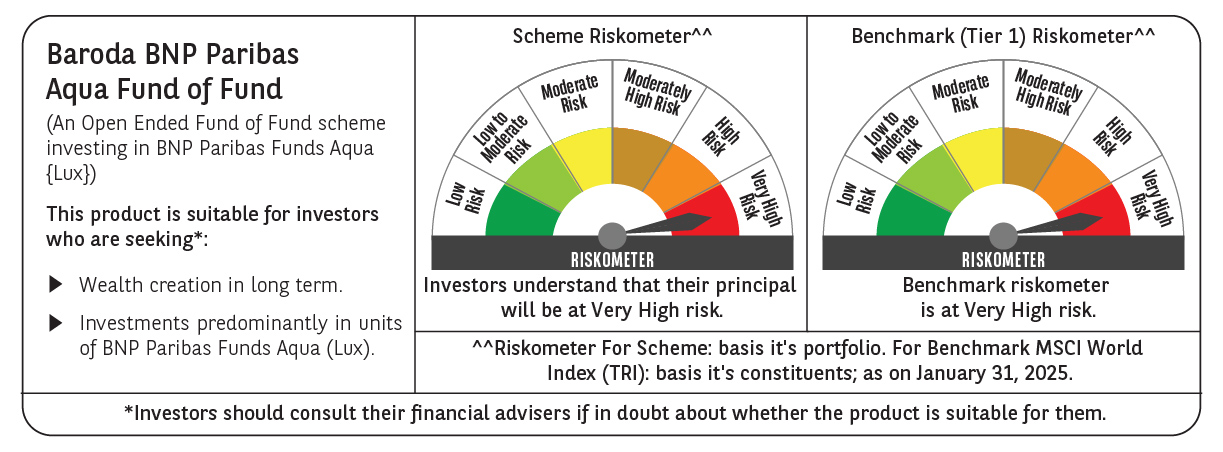 Baroda BNP Paribas
Aqua Fund of Fund
(An Open Ended Fund of Fund scheme
investing in BNP Paribas Funds Aqua
{Lux})
This product is suitable for investors
who are seeking*:
Wealth creation in long term.
Investments predominantly in units
of BNP Paribas Funds Aqua (Lux).
Scheme Riskometer^^
Low
Risk
Low to
Moderate
Risk
Moderate
Risk
Moderately
High Risk
High
Risk
Very High
Risk
RISKOMETER
Investors understand that their principal
will be at Very High risk.
Benchmark (Tier 1) Riskometer^^
Low
Risk
Low to
Moderate
Risk
Moderate
Risk
Moderately
High Risk
High
Risk
Very High
Risk
RISKOMETER
Benchmark riskometer
is at Very High risk.
^^Riskometer For Scheme: basis it's portfolio. For Benchmark MSCI World
Index (TRI): basis it's constituents; as on January 31, 2025.
*Investors should consult their financial advisers if in doubt about whether the product is suitable for them.